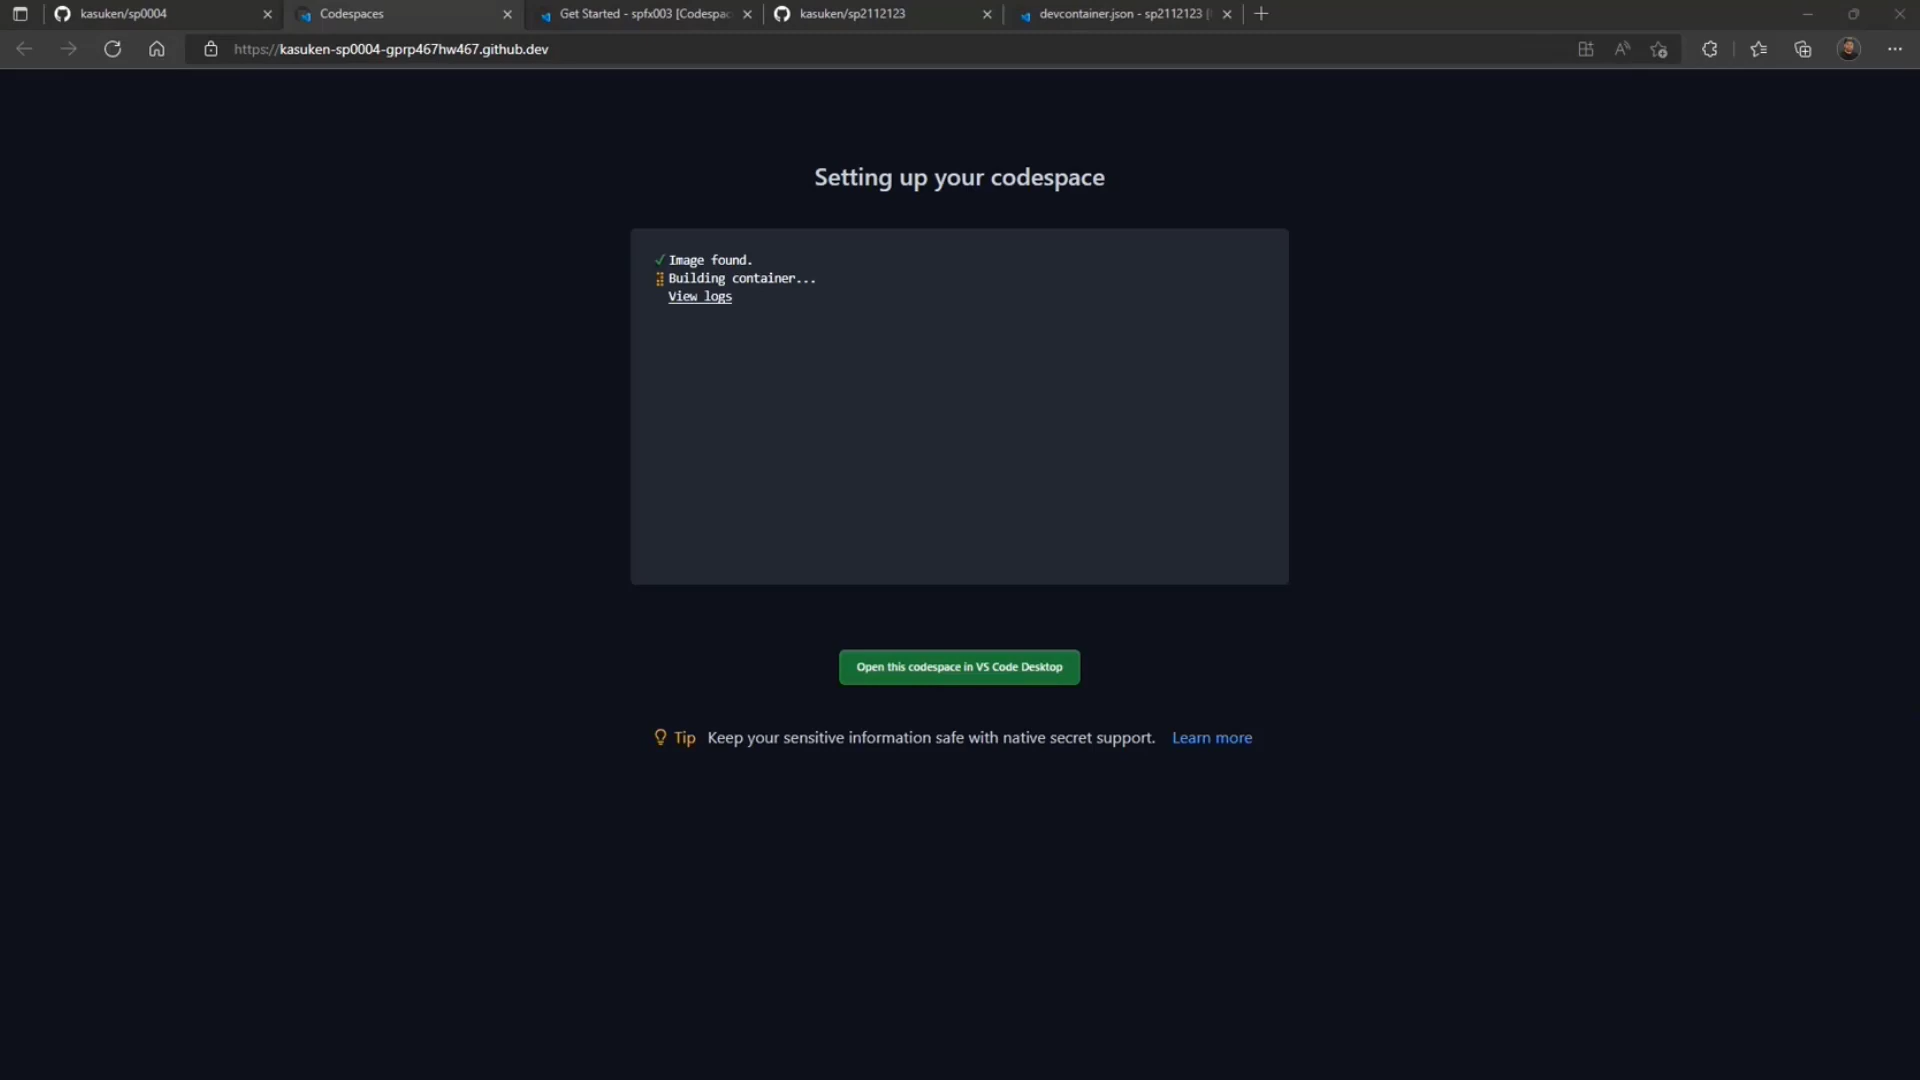 kasuken/sp0004
Codespaces
Get Started - spfx003 [Codespac
kasuken/sp2112123
devcontainer.json - sp2112123 [
https://kasuken-sp0004-gprp467hw467.github.dev
Setting up your codespace
✓ Image found.
Building container...
View logs
Open this codespace in VS Code Desktop
Tip Keep your sensitive information safe with native secret support. Learn more